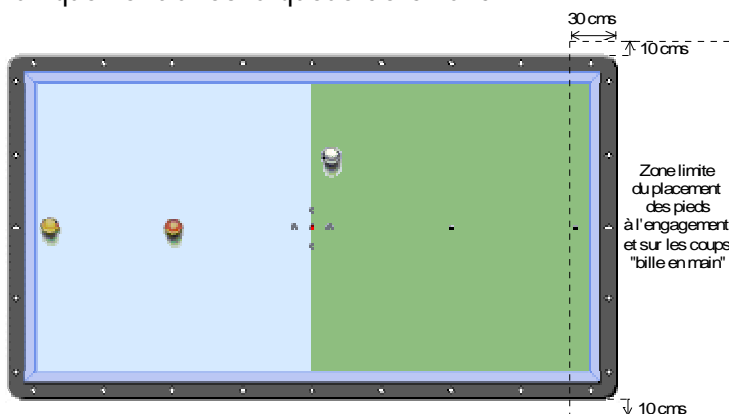 30 cms
10 cms
Zone limite
du placement
des pieds
à l'engagement
et sur les coups
"bille en main"
10 cms